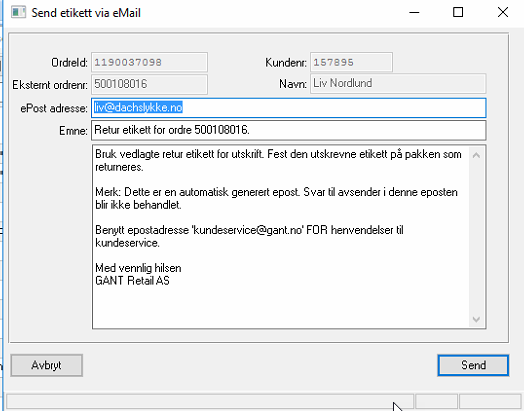 Send etikett via eMail
OrdreId: 1190037098 Kundenr: 157895
Eksternt ordrenr: 500108016 Navn: Liv Nordlund
ePost adresse: liv@dachslykke.no
Emne: Retur etikett for ordre 500108016.
Bruk vedlagte retur etikett for utskrift. Fest den utskrevne etikett på pakken som
returneres.
Merk: Dette er en automatisk generert epost. Svar til avsender i denne eposten
blir ikke behandlet.
Benytt epostadresse 'kundeservice@gant.no' FOR henvendelser til
kundeservice.
Med vennlig hilsen
GANT Retail AS
Avbryt Send